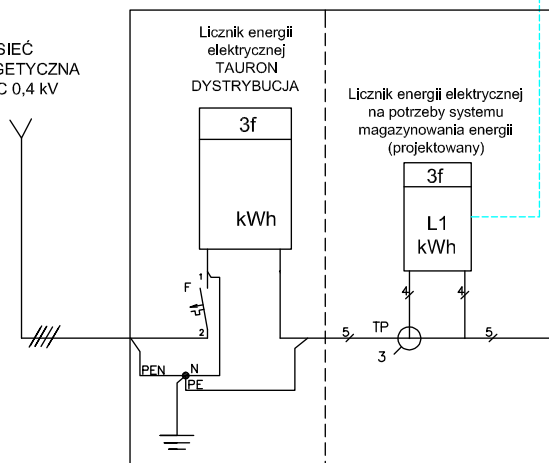 SIEĆ
GETYCZNA
C 0,4 kV
Licznik energii
elektrycznej
TAURON
DYSTRYBUCJA
3f
kWh
Licznik energii elektrycznej
na potrzeby systemu
magazynowania energii
(projektowany)
3f
L1
kWh
F
1
2
PEN
N
PE
5
TP
3
4
4
5